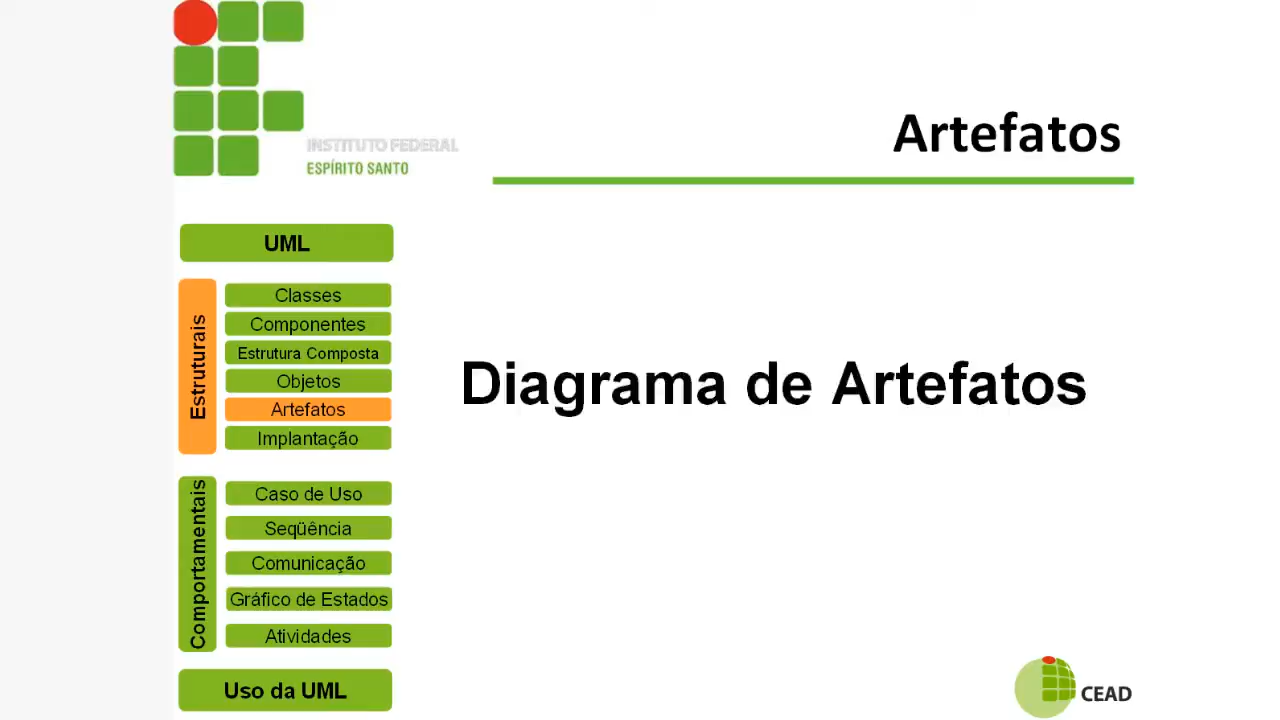 INSTITUTO FEDERAL
ESPÍRITO SANTO
Artefatos
UML
Estruturais
Classes
Componentes
Estrutura Composta
Objetos
Artefatos
Implantação
Diagrama de Artefatos
Comportamentais
Caso de Uso
Seqüência
Comunicação
Gráfico de Estados
Atividades
Uso da UML
CEAD